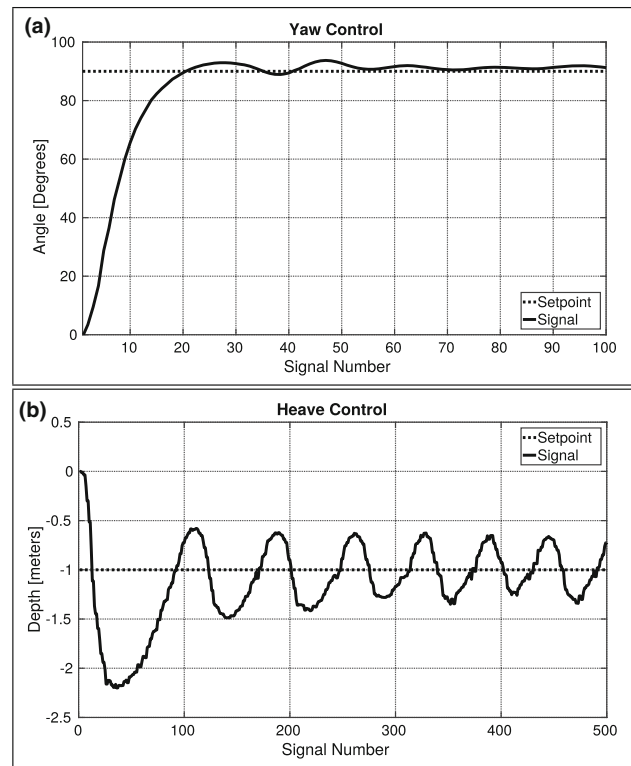 (a)
Yaw Control
100
80
60
40
20
0
Angle [Degrees]
10 20 30 40 50 60 70 80 90 100
Signal Number
Setpoint
Signal
(b)
Heave Control
0.5
0
-0.5
-1
-1.5
-2
-2.5
Depth [meters]
0 100 200 300 400 500
Signal Number
Setpoint
Signal